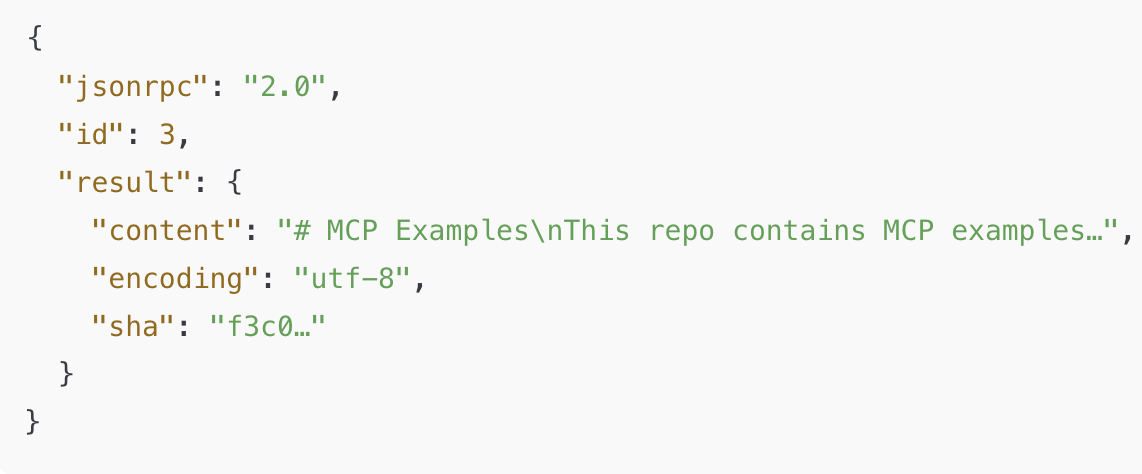 {
  "jsonrpc": "2.0",
  "id": 3,
  "result": {
    "content": "# MCP Examples\nThis repo contains MCP examples…",
    "encoding": "utf-8",
    "sha": "f3c0…"
  }
}